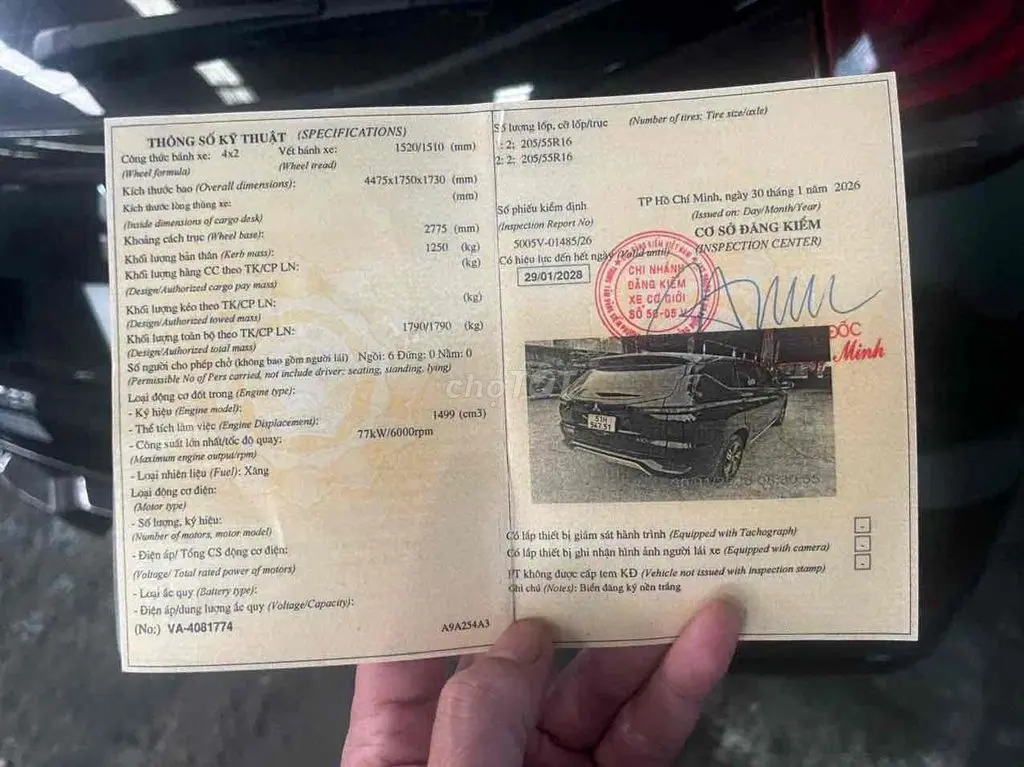 THÔNG SỐ KỸ THUẬT (SPECIFICATIONS)
Công thức bánh xe: 4x2 Vết bánh xe: 1520/1510 (mm)
(Wheel formula) (Wheel tread)
Kích thước bao (Overall dimensions): 4475x1750x1730 (mm)
Kích thước lòng thùng xe: (mm)
(Inside dimensions of cargo desk)
Khoảng cách trục (Wheel base): 2775 (mm)
Khối lượng bản thân (Kerb mass): 1250 (kg)
Khối lượng hàng CC theo TK/CP LN: (kg)
(Design/Authorized cargo pay mass)
Khối lượng kéo theo TK/CP LN: (kg)
(Design/Authorized towed mass)
Khối lượng toàn bộ theo TK/CP LN: 1790/1790 (kg)
(Design/Authorized total mass)
Số người cho phép chở (không bao gồm người lái) Ngồi: 6 Đứng: 0 Nằm: 0
(Permissible No of Pers carried, not include driver: seating, standing, lying)
Loại động cơ đốt trong (Engine type):
- Ký hiệu (Engine model):
- Thể tích làm việc (Engine Displacement): 1499 (cm3)
- Công suất lớn nhất/tốc độ quay: 77kW/6000rpm
(Maximum engine output/rpm)
- Loại nhiên liệu (Fuel): Xăng
Loại động cơ điện:
(Motor type)
- Số lượng, ký hiệu:
(Number of motors, motor model)
- Điện áp/ Tổng CS động cơ điện:
(Voltage/ Total rated power of motors)
- Loại ắc quy (Battery type):
- Điện áp/dung lượng ắc quy (Voltage/Capacity):
(No:) VA-4081774 A9A254A3
Số lượng lốp, cỡ lốp/trục (Number of tires; Tire size/axle)
: 2; 205/55R16
2: 2; 205/55R16
TP Hồ Chí Minh, ngày 30 tháng 1 năm 2026
(Issued on: Day/Month/Year)
Số phiếu kiểm định
(Inspection Report No)
5005V-01485/26
CƠ SỞ ĐĂNG KIỂM
(INSPECTION CENTER)
Có hiệu lực đến hết ngày (Valid until)
29/01/2028
CHI NHÁNH
ĐĂNG KIỂM
XE CƠ GIỚI
SỐ 50-05
ĐỐC
Minh
chợTỐT
51H
Có lắp thiết bị giám sát hành trình (Equipped with Tachograph) -
Có lắp thiết bị ghi nhận hình ảnh người lái xe (Equipped with camera) -
PT không được cấp tem KĐ (Vehicle not issued with inspection stamp) -
Ghi chú (Notes): Biển đăng ký nền trắng